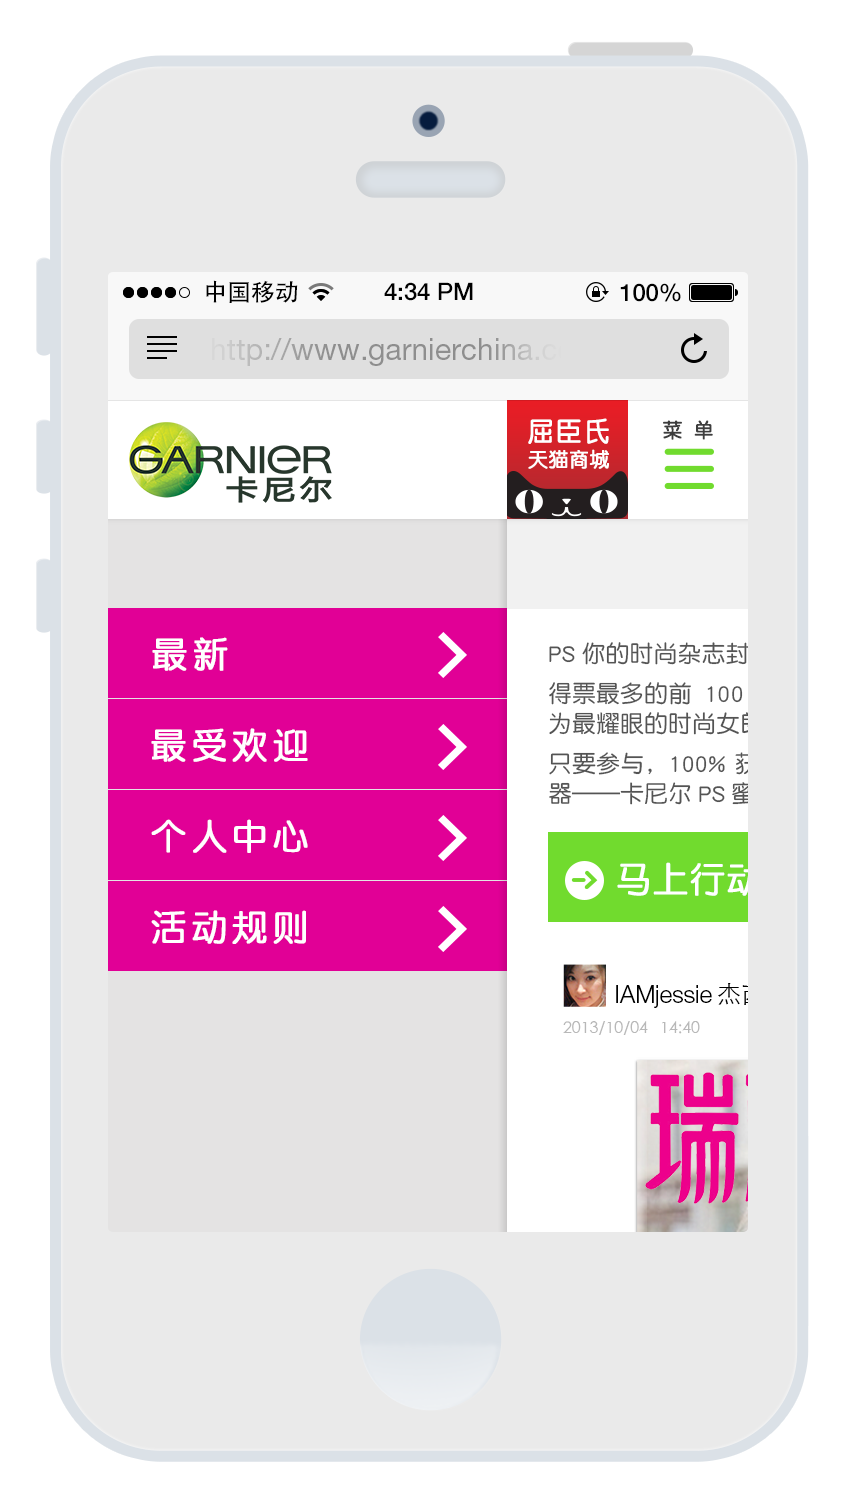 中国移动 4:34 PM 100%
http://www.garnierchina.c
GARNIER
卡尼尔
屈臣氏
天猫商城
菜 单
最新
最受欢迎
个人中心
活动规则
PS 你的时尚杂志封
得票最多的前 100
为最耀眼的时尚女
只要参与，100%
器——卡尼尔 PS 蜜
马上行动
IAMjessie 杰
2013/10/04 14:40
瑞